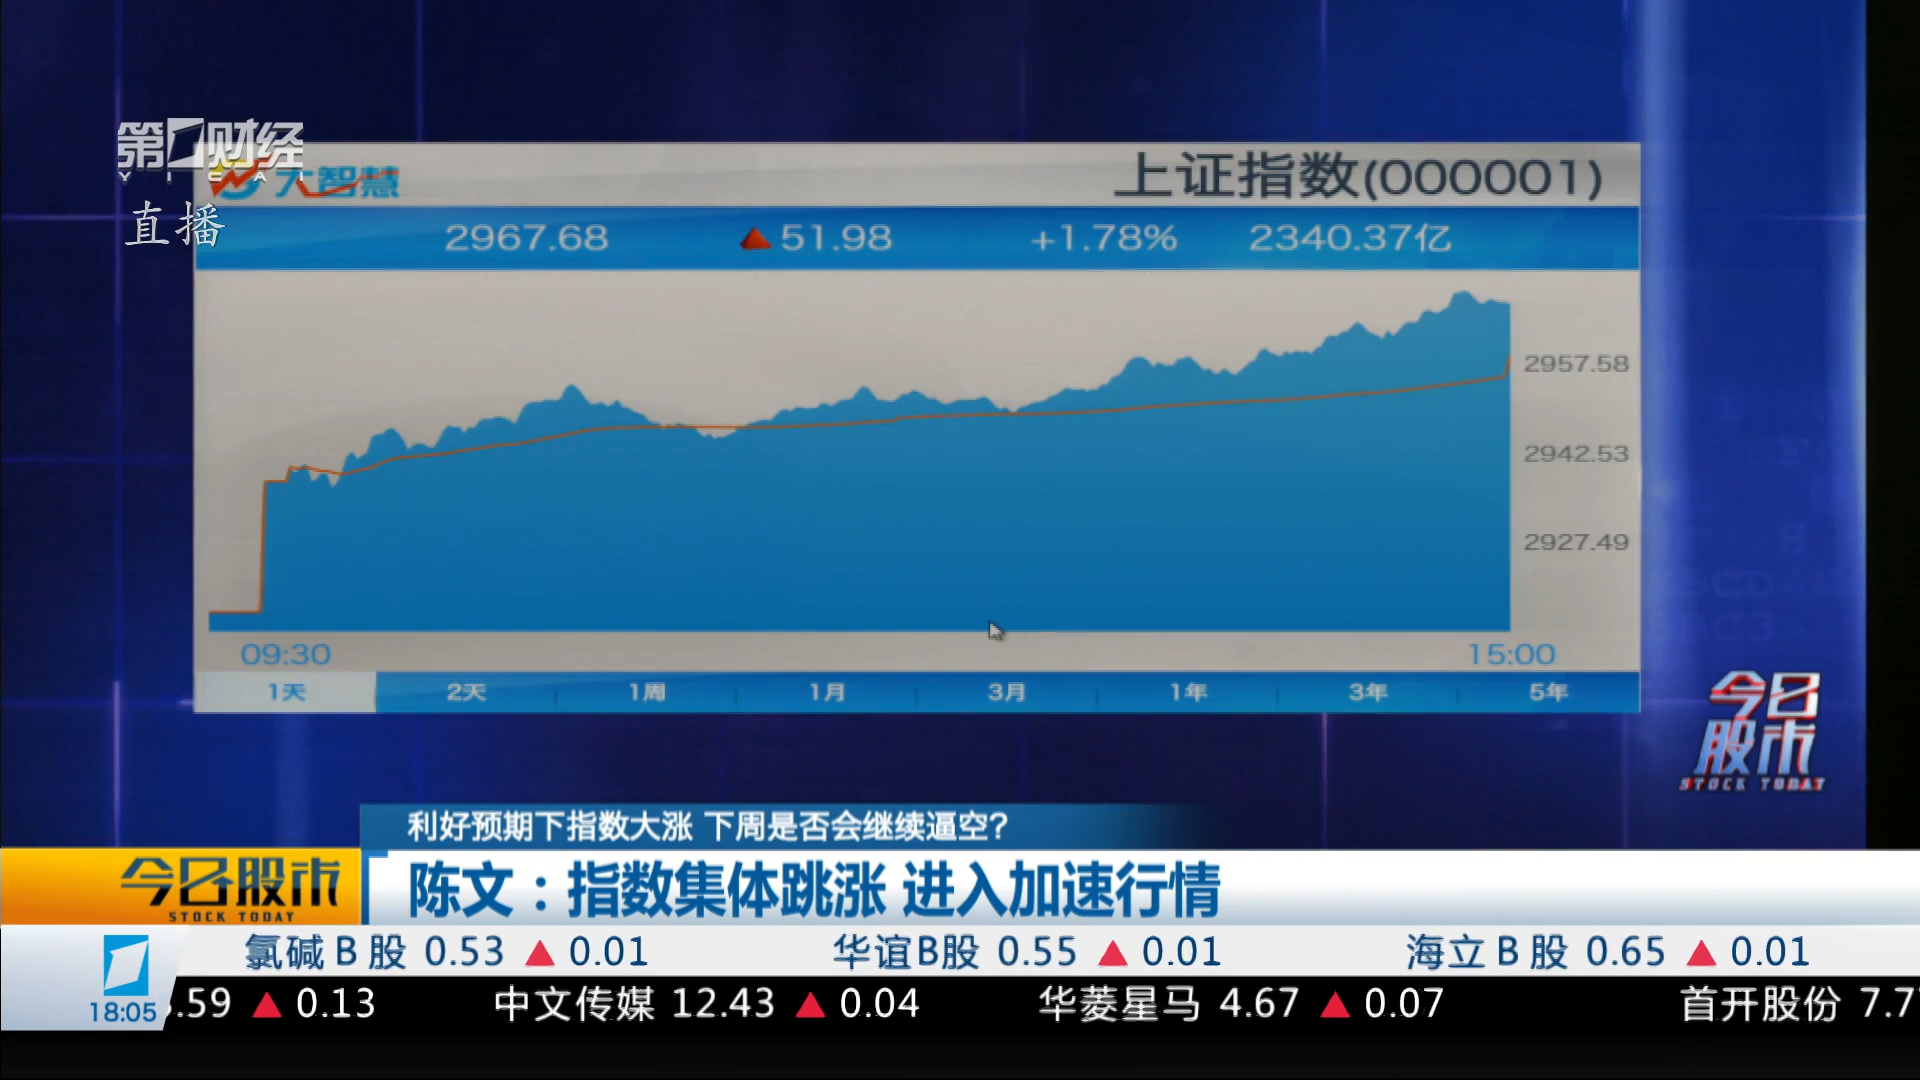 第一财经
YICAI
直播
大智慧
上证指数(000001)
2967.68 ▲51.98 +1.78% 2340.37亿
2957.58
2942.53
2927.49
09:30 15:00
1天 2天 1周 1月 3月 1年 3年 5年
今日
股市
STOCK TODAY
利好预期下指数大涨 下周是否会继续逼空?
今日股市
STOCK TODAY
陈文：指数集体跳涨 进入加速行情
氯碱B股 0.53 ▲ 0.01 华谊B股 0.55 ▲ 0.01 海立B股 0.65 ▲ 0.01
18:05
.59 ▲ 0.13 中文传媒 12.43 ▲ 0.04 华菱星马 4.67 ▲ 0.07 首开股份 7.7